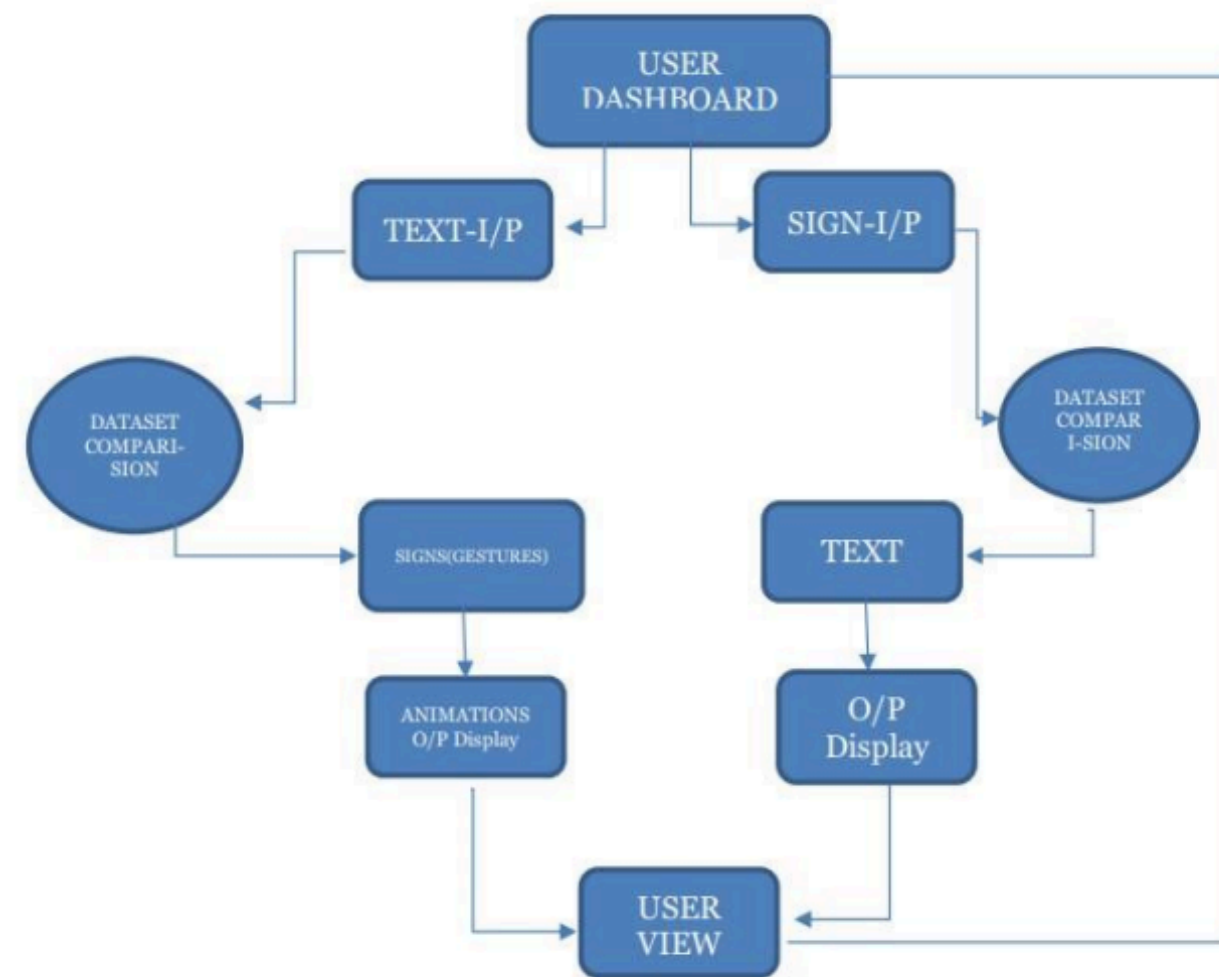 USER
DASHBOARD
TEXT-I/P
SIGN-I/P
DATASET
COMPARI-
SION
DATASET
COMPAR
I-SION
SIGNS(GESTURES)
TEXT
ANIMATIONS
O/P Display
O/P
Display
USER
VIEW